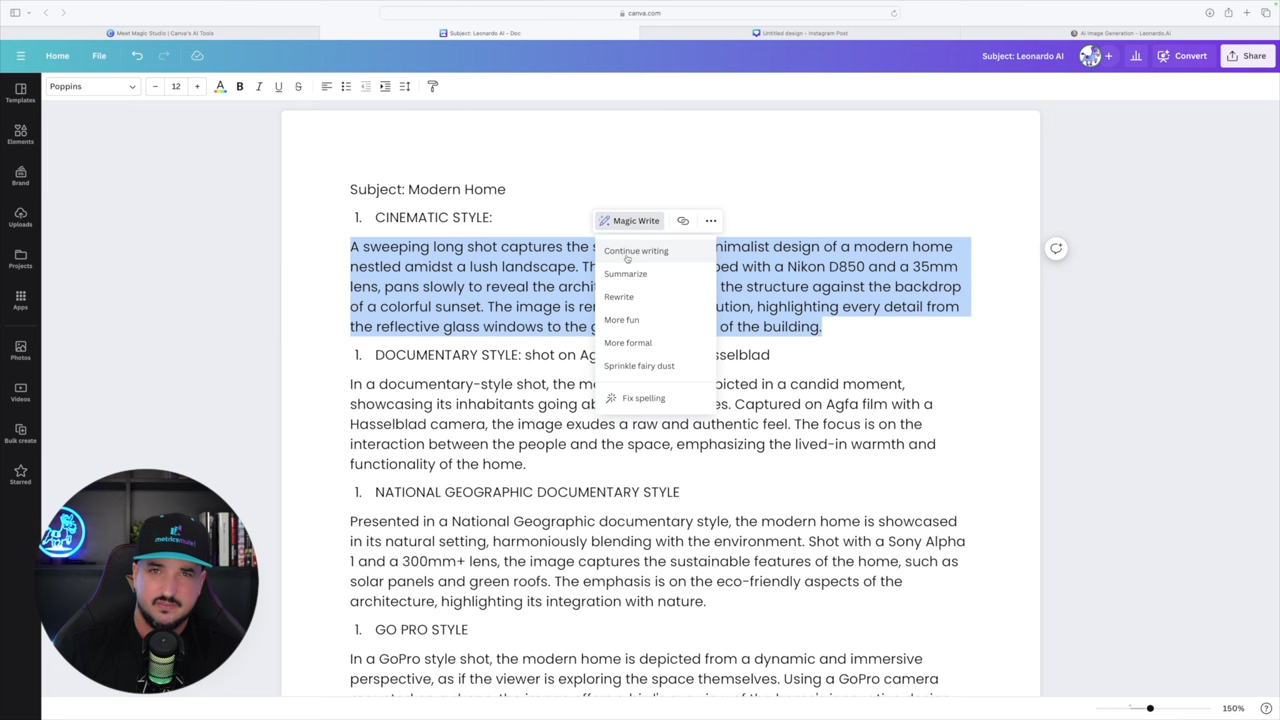 canva.com
Meet Magic Studio | Canva's AI Tools
Subject: Leonardo AI - Doc
Untitled design - Instagram Post
AI Image Generation - Leonardo.AI
Home
File
Subject: Leonardo AI
Convert
Share
Poppins
12
Templates
Elements
Brand
Uploads
Projects
Apps
Photos
Videos
Bulk create
Starred
Subject: Modern Home
1. CINEMATIC STYLE:
Magic Write
A sweeping long shot captures the s nimalist design of a modern home
nestled amidst a lush landscape. Th ped with a Nikon D850 and a 35mm
lens, pans slowly to reveal the archi the structure against the backdrop
of a colorful sunset. The image is re ution, highlighting every detail from
the reflective glass windows to the g of the building.
Continue writing
Summarize
Rewrite
More fun
More formal
Sprinkle fairy dust
Fix spelling
1. DOCUMENTARY STYLE: shot on Ag sselblad
In a documentary-style shot, the m picted in a candid moment,
showcasing its inhabitants going ab es. Captured on Agfa film with a
Hasselblad camera, the image exudes a raw and authentic feel. The focus is on the
interaction between the people and the space, emphasizing the lived-in warmth and
functionality of the home.
1. NATIONAL GEOGRAPHIC DOCUMENTARY STYLE
Presented in a National Geographic documentary style, the modern home is showcased
in its natural setting, harmoniously blending with the environment. Shot with a Sony Alpha
1 and a 300mm+ lens, the image captures the sustainable features of the home, such as
solar panels and green roofs. The emphasis is on the eco-friendly aspects of the
architecture, highlighting its integration with nature.
1. GO PRO STYLE
In a GoPro style shot, the modern home is depicted from a dynamic and immersive
perspective, as if the viewer is exploring the space themselves. Using a GoPro camera
metricsmule
150%